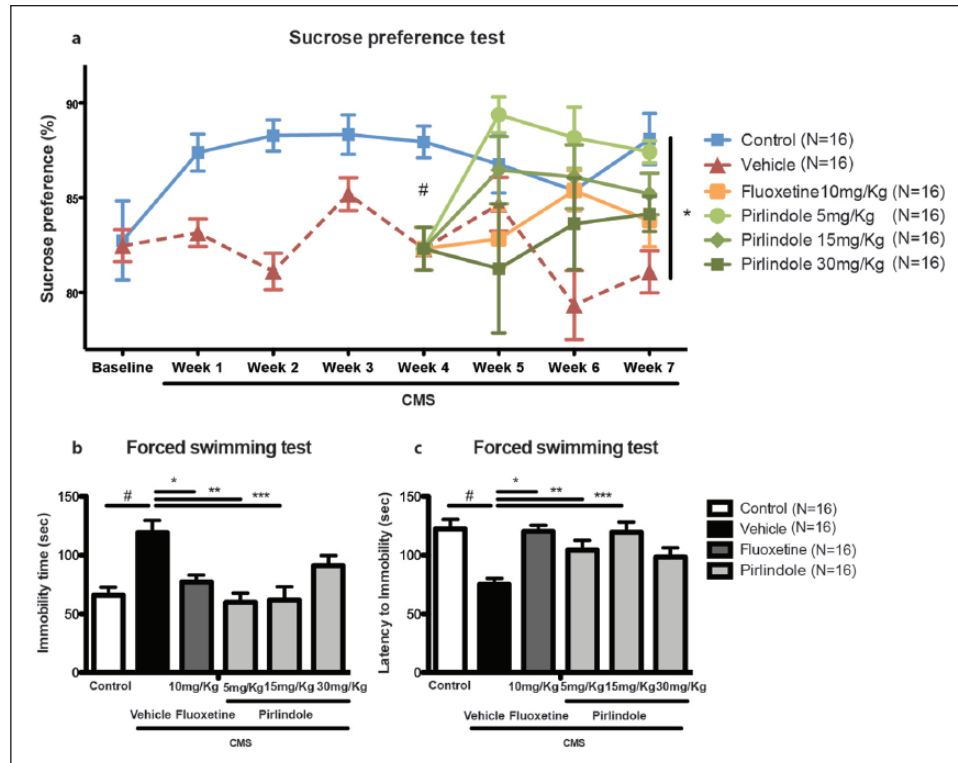 a
Sucrose preference test
Sucrose preference (%)
90
85
80
#
*
Control (N=16)
Vehicle (N=16)
Fluoxetine 10mg/Kg (N=16)
Pirlindole 5mg/Kg (N=16)
Pirlindole 15mg/Kg (N=16)
Pirlindole 30mg/Kg (N=16)
Baseline Week 1 Week 2 Week 3 Week 4 Week 5 Week 6 Week 7
CMS
b Forced swimming test
Immobility time (sec)
150
100
50
0
# * ** ***
Control 10mg/Kg 5mg/Kg 15mg/Kg 30mg/Kg
Vehicle Fluoxetine Pirlindole
CMS
c Forced swimming test
Latency to Immobility (sec)
150
100
50
0
# * ** ***
Control 10mg/Kg 5mg/Kg 15mg/Kg 30mg/Kg
Vehicle Fluoxetine Pirlindole
CMS
Control (N=16)
Vehicle (N=16)
Fluoxetine (N=16)
Pirlindole (N=16)